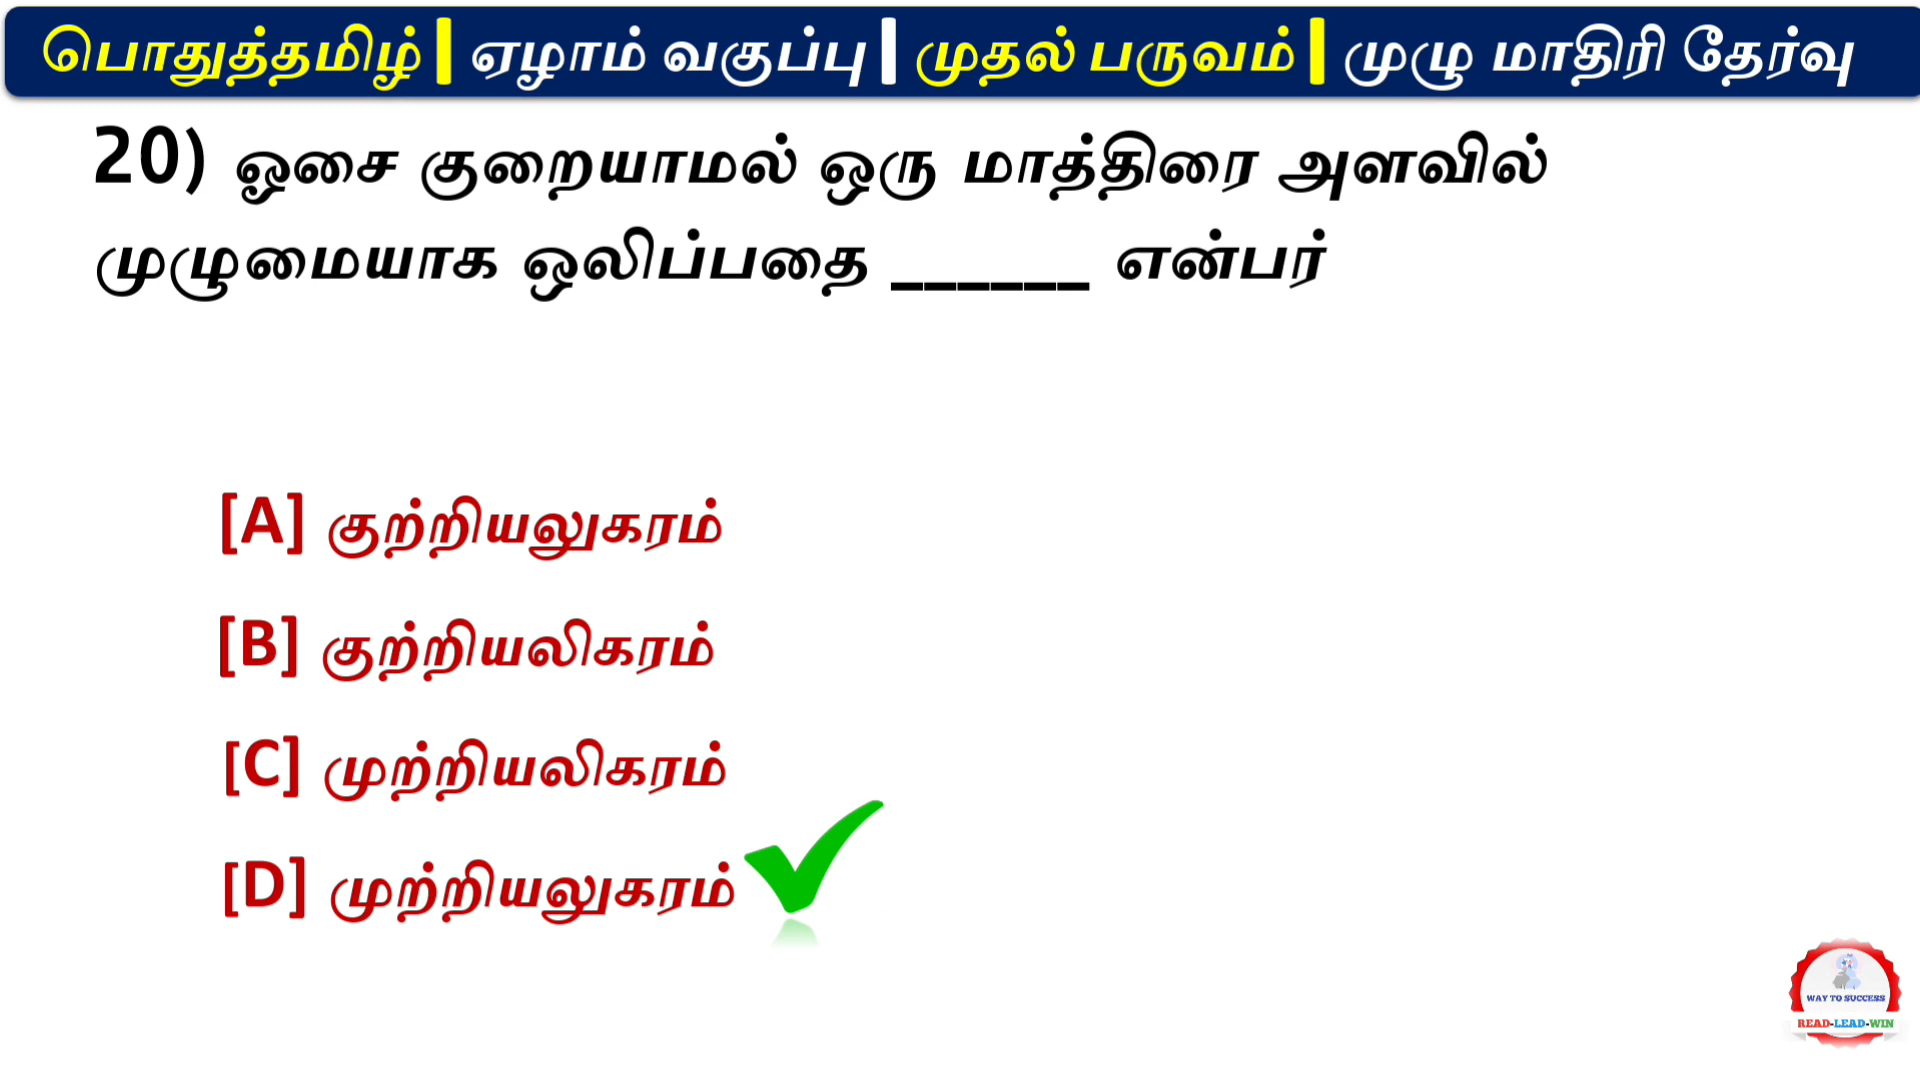 பொதுத்தமிழ் | ஏழாம் வகுப்பு | முதல் பருவம் | முழு மாதிரி தேர்வு
20) ஓசை குறையாமல் ஒரு மாத்திரை அளவில்
முழுமையாக ஒலிப்பதை ______ என்பர்
[A] குற்றியலுகரம்
[B] குற்றியலிகரம்
[C] முற்றியலிகரம்
[D] முற்றியலுகரம்
WAY TO SUCCESS
READ-LEAD-WIN